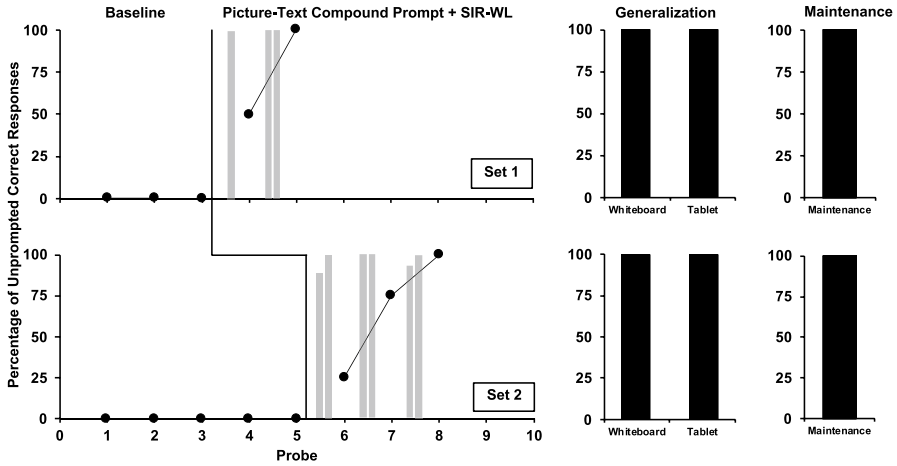 Baseline
Picture-Text Compound Prompt + SIR-WL
Generalization
Maintenance
Percentage of Unprompted Correct Responses
100
75
50
25
0
Set 1
100
75
50
25
0
Whiteboard
Tablet
100
75
50
25
0
Maintenance
100
75
50
25
0
Set 2
0 1 2 3 4 5 6 7 8 9 10
Probe
100
75
50
25
0
Whiteboard
Tablet
100
75
50
25
0
Maintenance